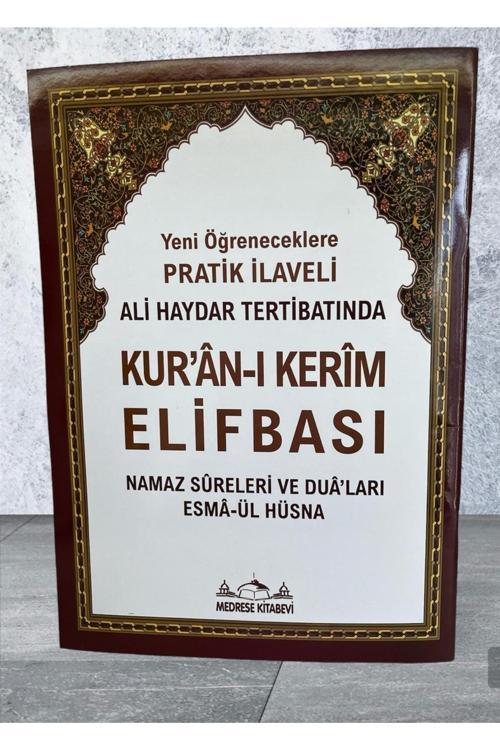 Yeni Öğreneceklere
PRATİK İLAVELİ
ALİ HAYDAR TERTİBATINDA
KUR'ÂN-I KERÎM
ELİFBASI
NAMAZ SÛRELERİ VE DUÂ'LARI
ESMÂ-ÜL HÜSNA
MEDRESE KİTABEVİ